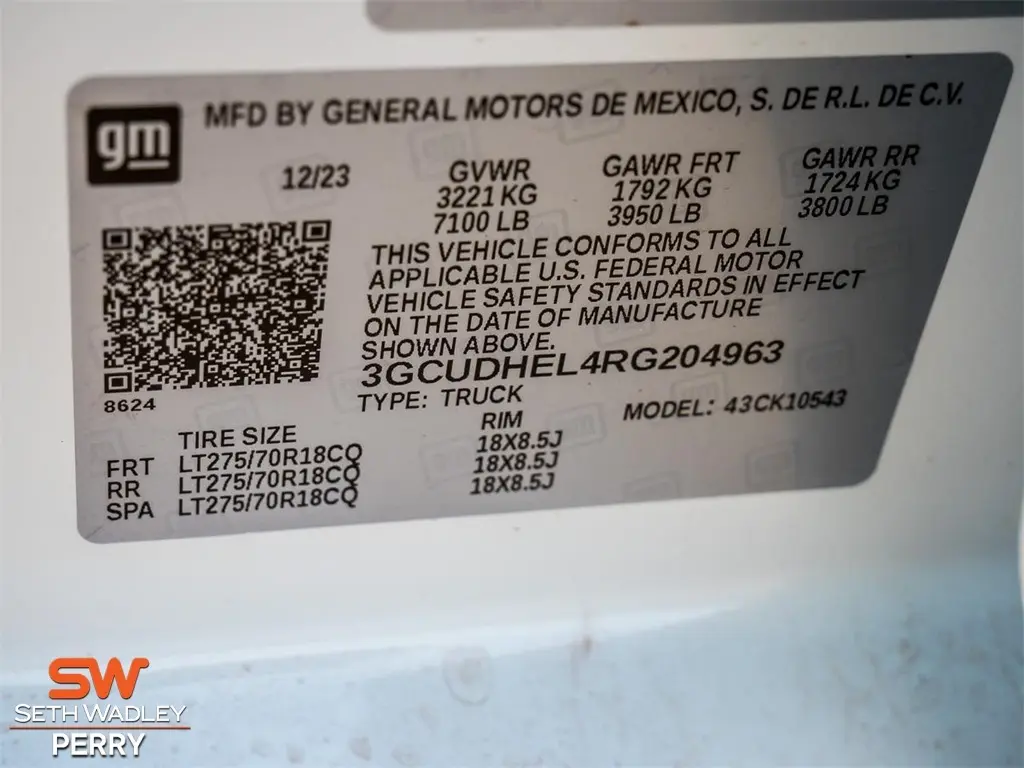 gm
MFD BY GENERAL MOTORS DE MEXICO, S. DE R.L. DE C.V.
12/23 GVWR GAWR FRT GAWR RR
3221 KG 1792 KG 1724 KG
7100 LB 3950 LB 3800 LB
THIS VEHICLE CONFORMS TO ALL
APPLICABLE U.S. FEDERAL MOTOR
VEHICLE SAFETY STANDARDS IN EFFECT
ON THE DATE OF MANUFACTURE
SHOWN ABOVE.
3GCUDHEL4RG204963
8624
TYPE: TRUCK MODEL: 43CK10543
TIRE SIZE RIM
FRT LT275/70R18CQ 18X8.5J
RR LT275/70R18CQ 18X8.5J
SPA LT275/70R18CQ 18X8.5J
SW
SETH WADLEY
PERRY